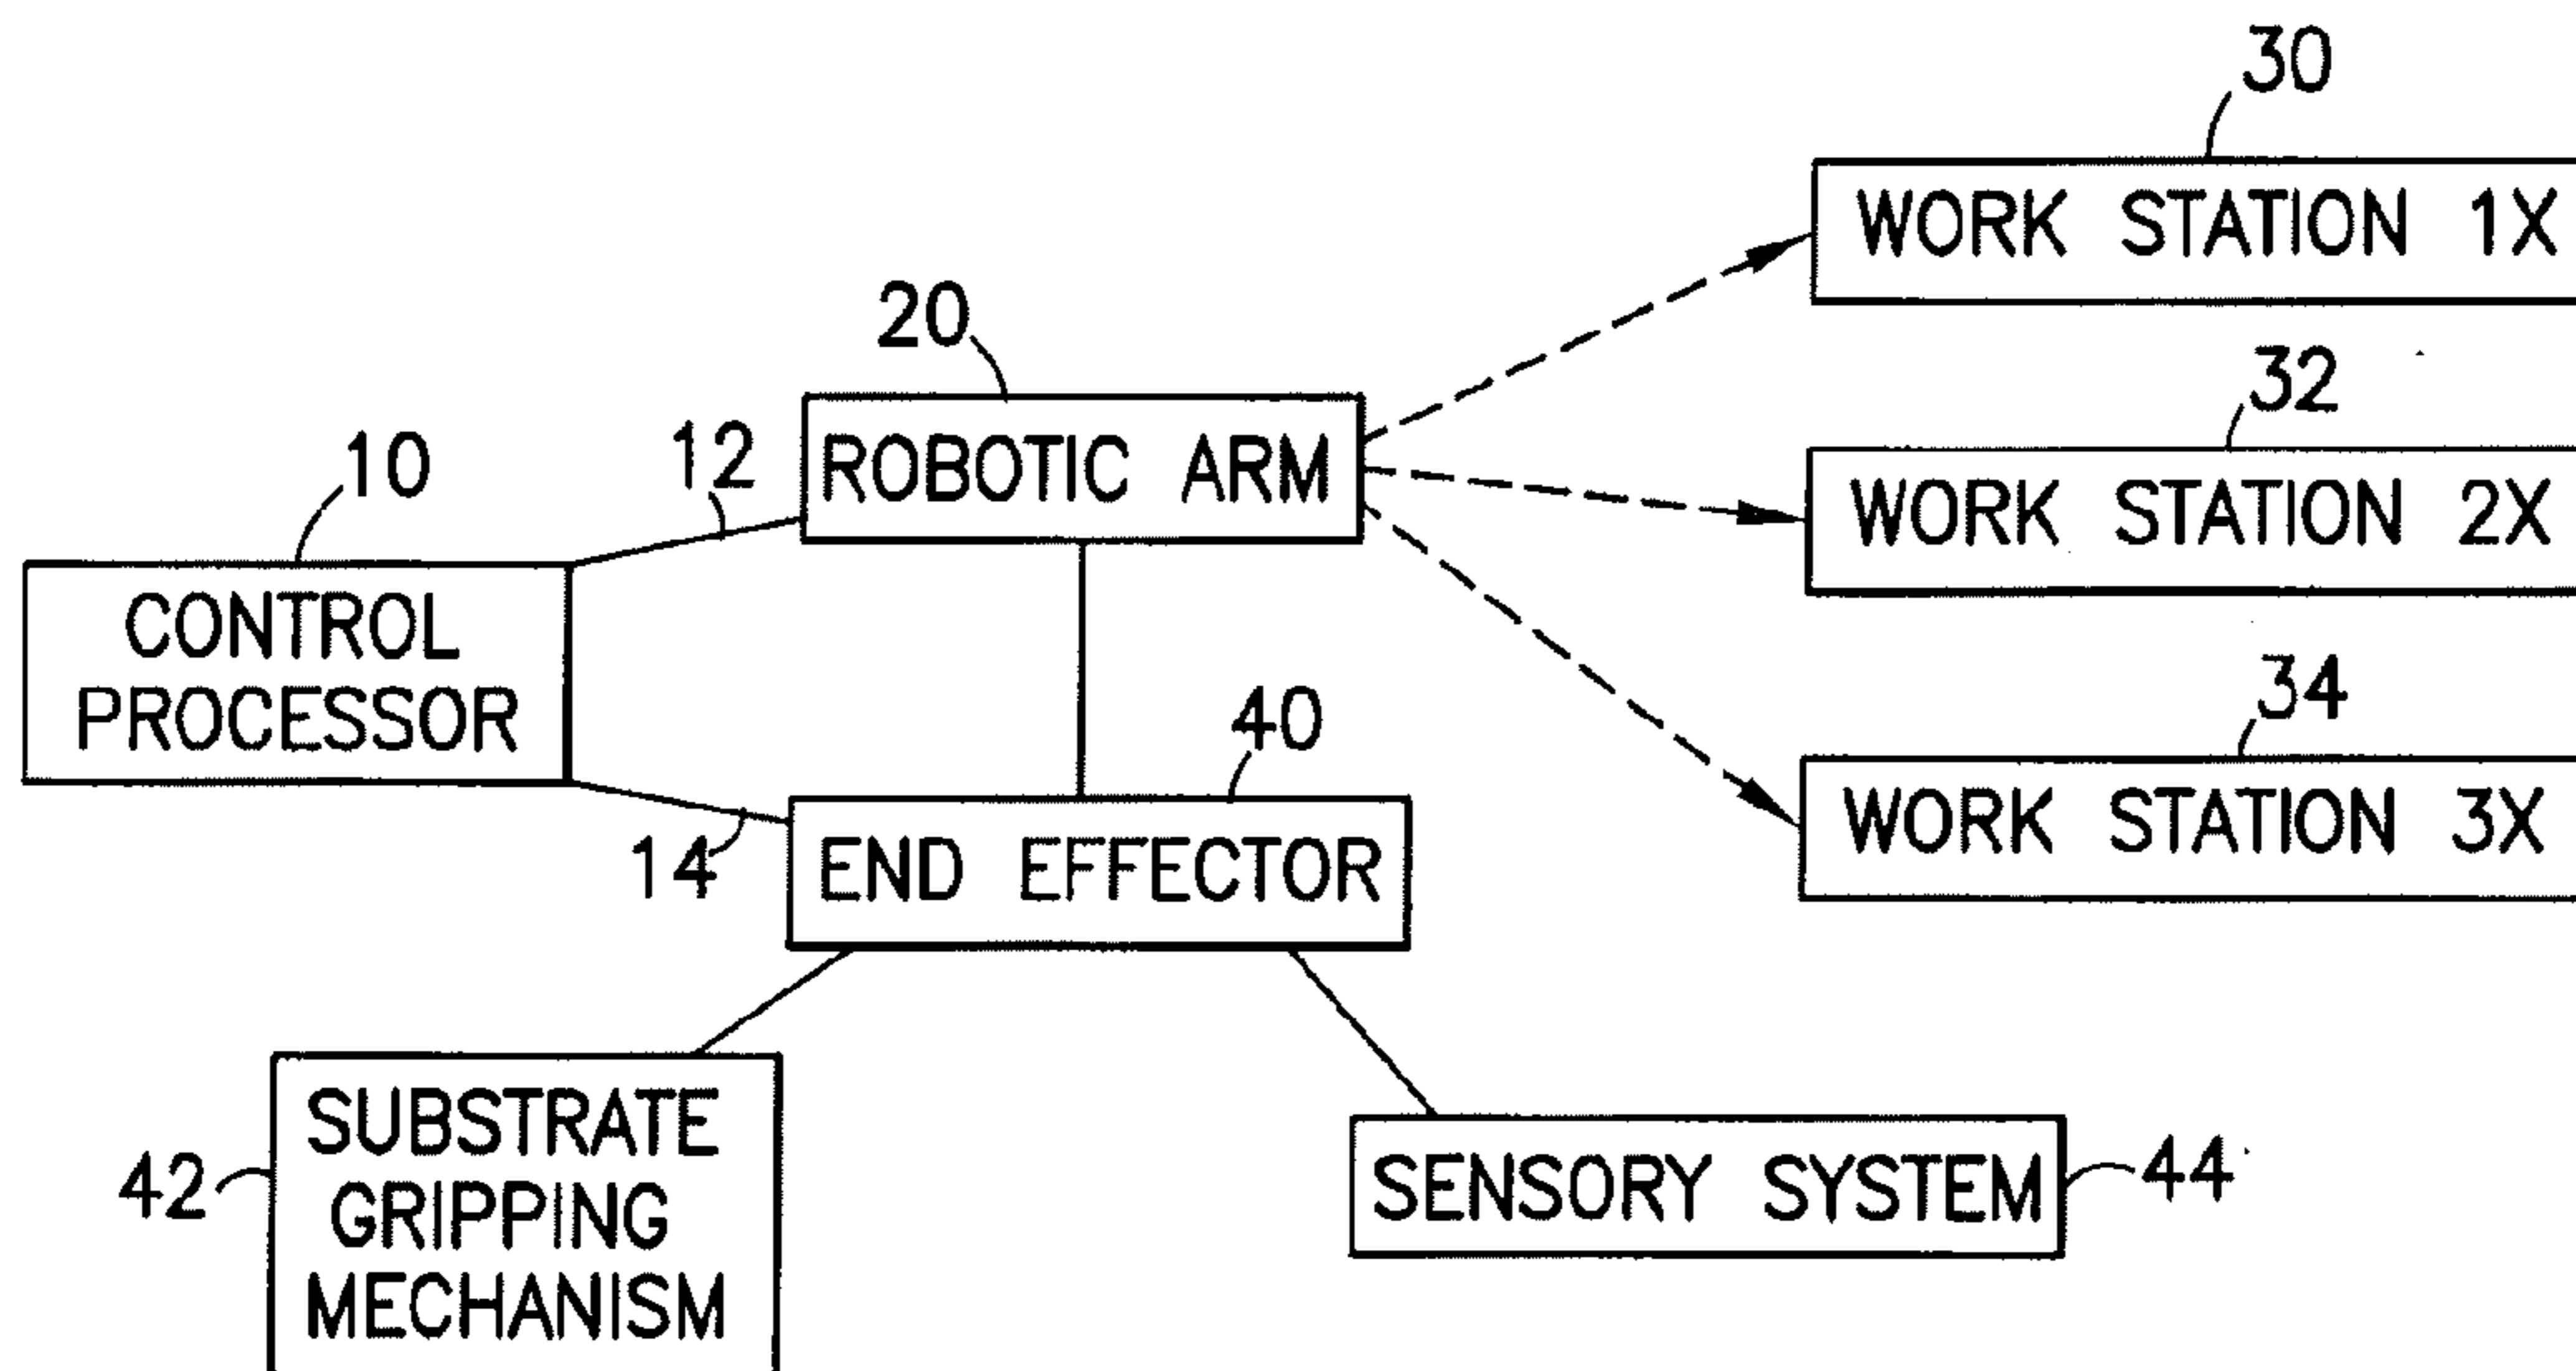 30
WORK STATION 1X
20
ROBOTIC ARM
32
WORK STATION 2X
10
12
CONTROL
PROCESSOR
34
WORK STATION 3X
40
14
END EFFECTOR
42
SUBSTRATE
GRIPPING
MECHANISM
SENSORY SYSTEM
44